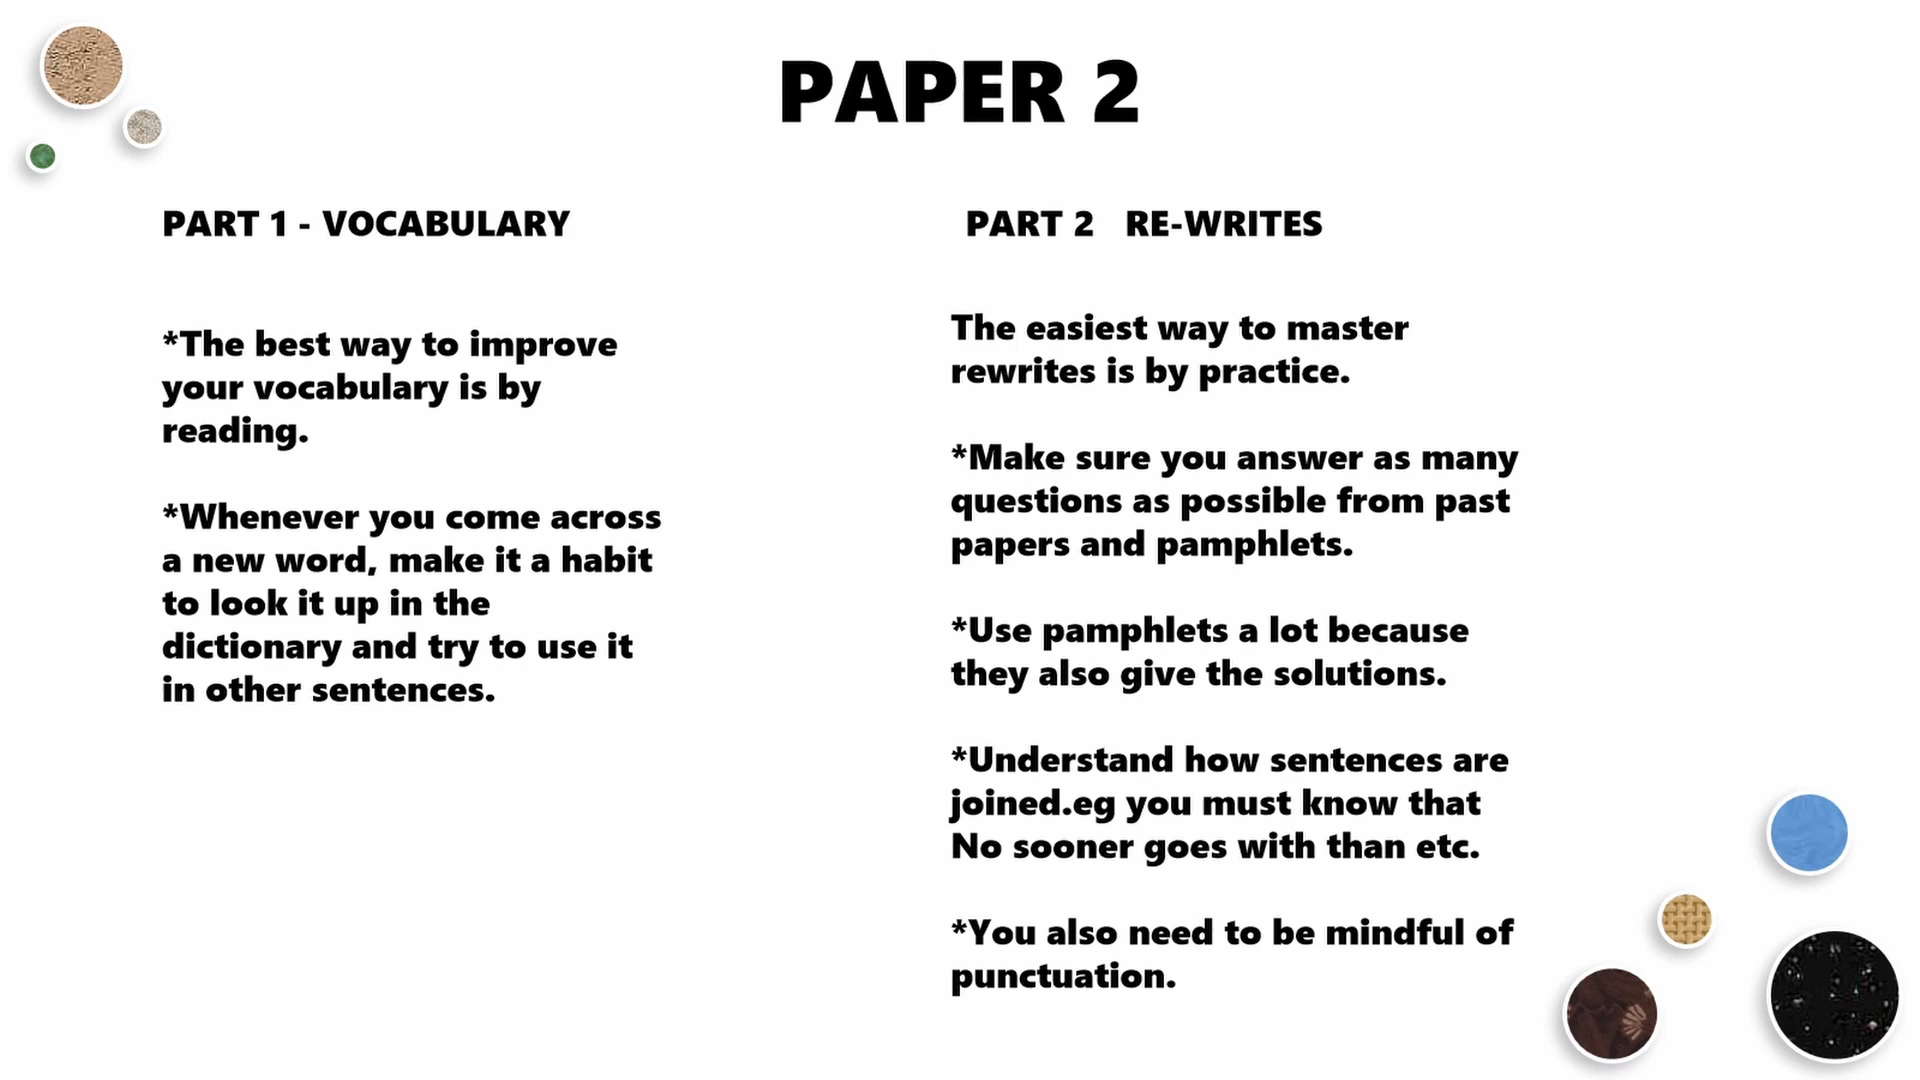 PAPER 2
PART 1 - VOCABULARY
*The best way to improve
your vocabulary is by
reading.
*Whenever you come across
a new word, make it a habit
to look it up in the
dictionary and try to use it
in other sentences.
PART 2 RE-WRITES
The easiest way to master
rewrites is by practice.
*Make sure you answer as many
questions as possible from past
papers and pamphlets.
*Use pamphlets a lot because
they also give the solutions.
*Understand how sentences are
joined.eg you must know that
No sooner goes with than etc.
*You also need to be mindful of
punctuation.